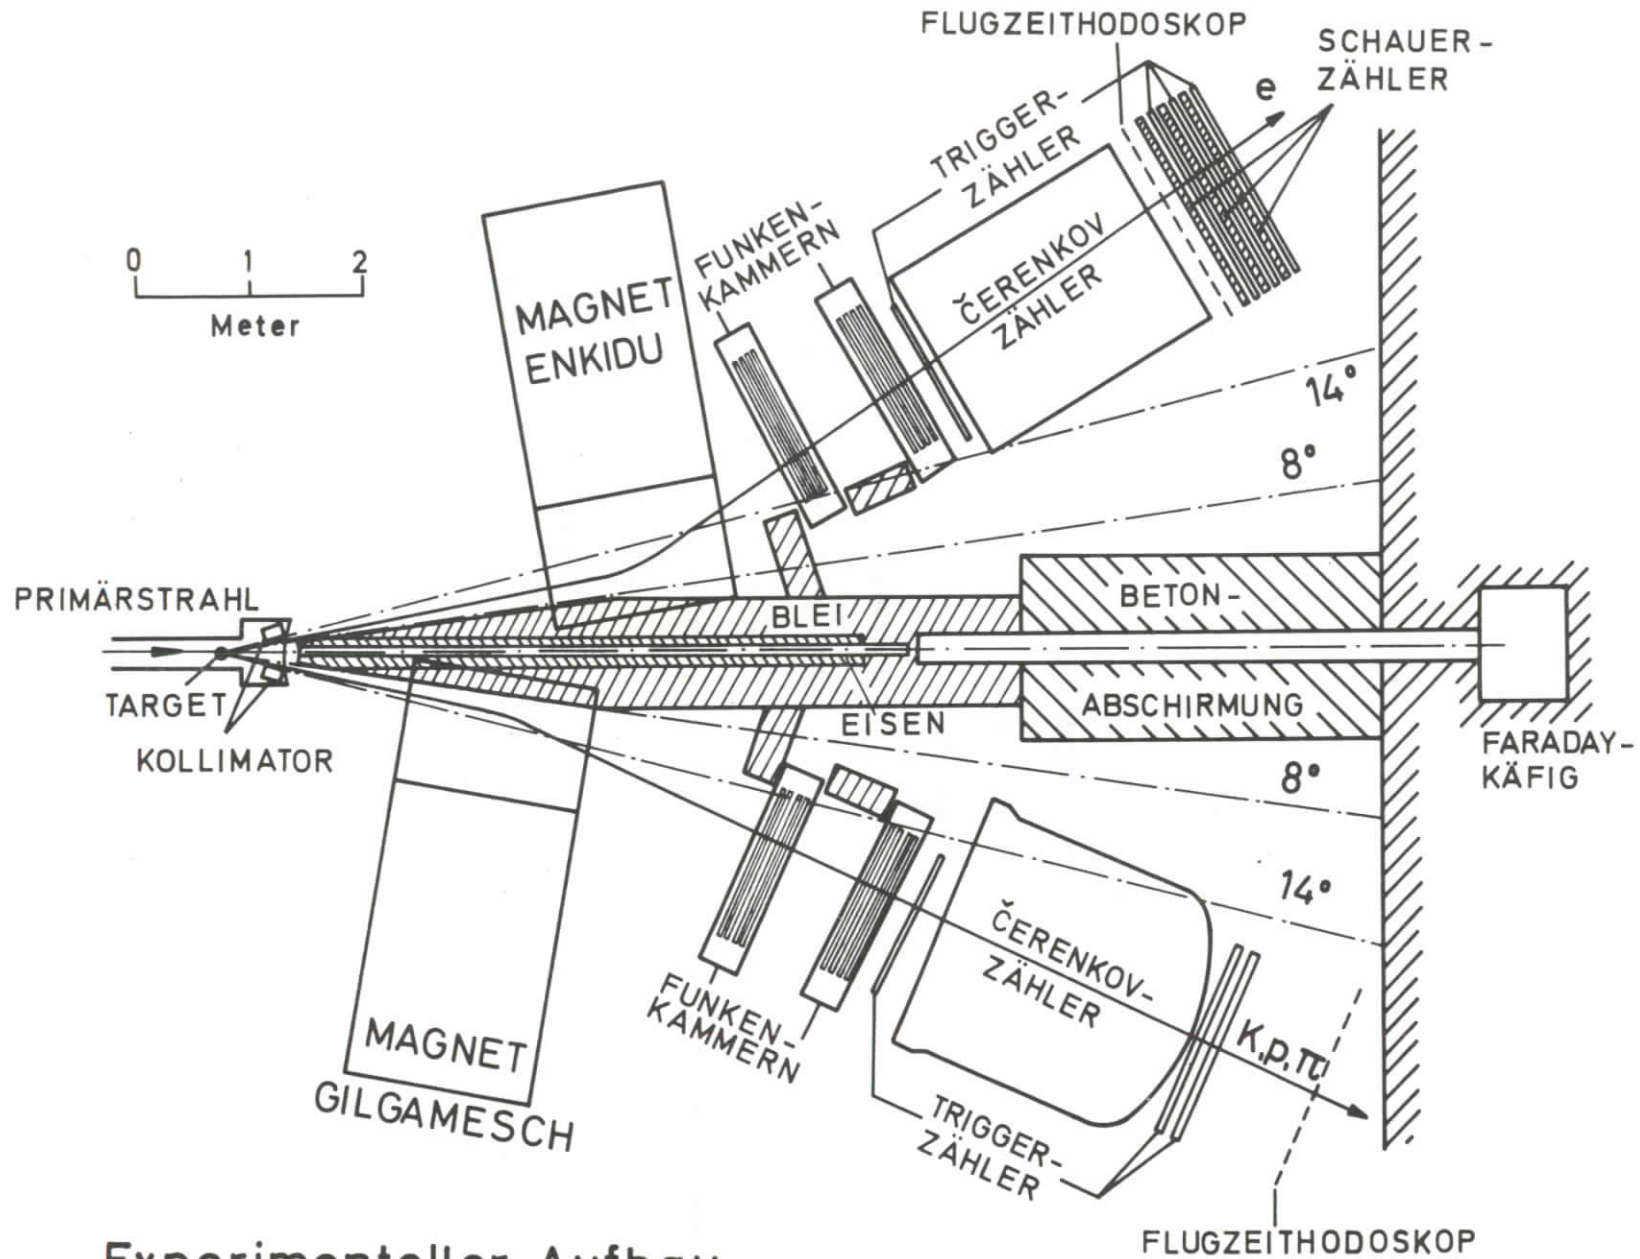 FLUGZEITHODOSKOP
SCHAUER-
ZÄHLER
e
TRIGGER-
ZÄHLER
FUNKEN-
KAMMERN
ČERENKOV
ZÄHLER
MAGNET
ENKIDU
0 1 2
Meter
14°
8°
PRIMÄRSTRAHL
BLEI
BETON-
TARGET
KOLLIMATOR
EISEN
ABSCHIRMUNG
FARADAY-
KÄFIG
8°
14°
ČERENKOV-
ZÄHLER
FUNKEN-
KAMMERN
K,p,π
MAGNET
GILGAMESCH
TRIGGER-
ZÄHLER
FLUGZEITHODOSKOP
Experimenteller Aufbau